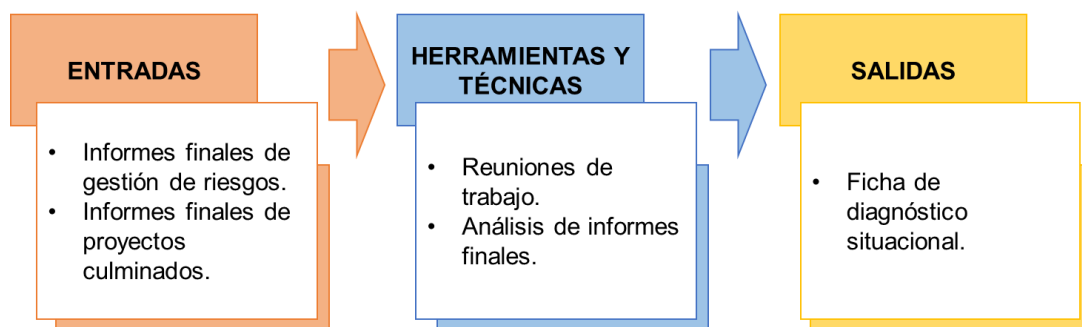 ENTRADAS
• Informes finales de
gestión de riesgos.
• Informes finales de
proyectos
culminados.
HERRAMIENTAS Y
TÉCNICAS
• Reuniones de
trabajo.
• Análisis de informes
finales.
SALIDAS
• Ficha de
diagnóstico
situacional.